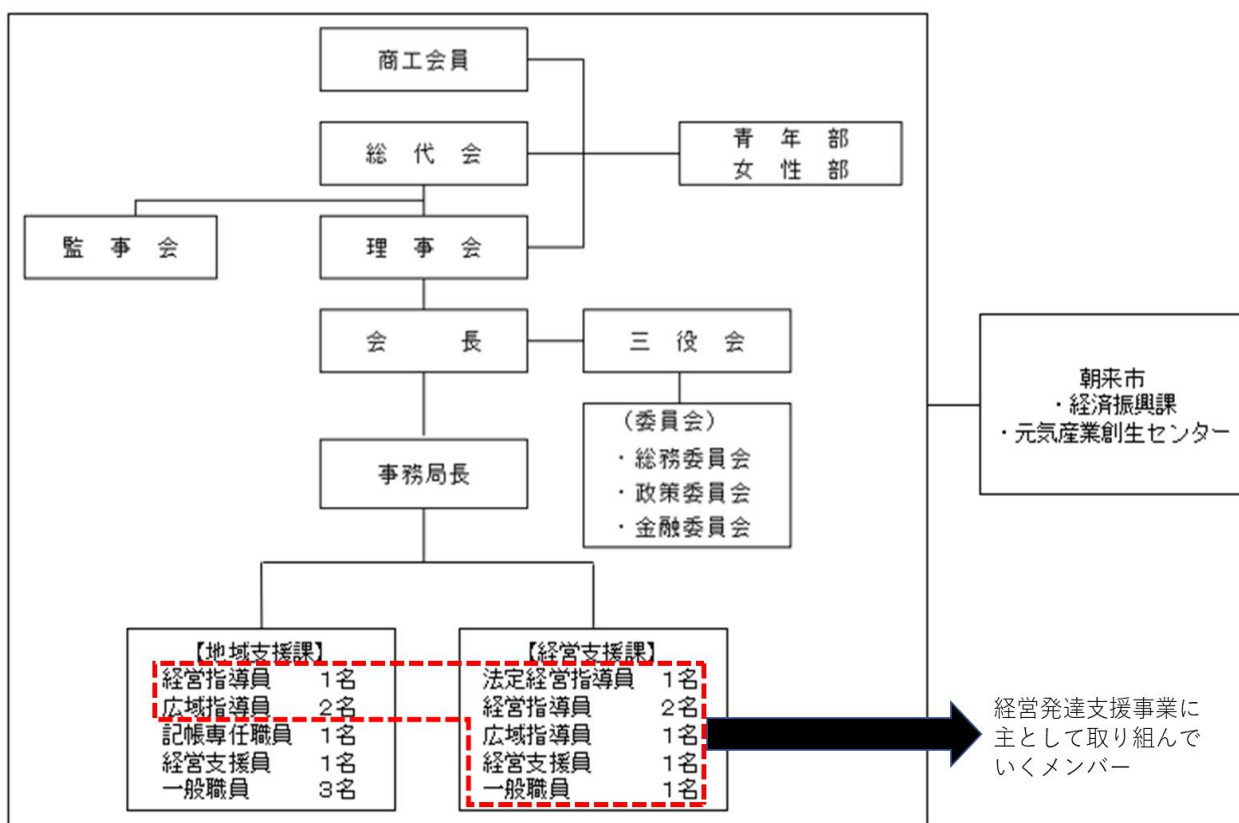 商工会員
総代会
青年部
女性部
監事会
理事会
会長
三役会
(委員会)
・総務委員会
・政策委員会
・金融委員会
朝来市
・経済振興課
・元気産業創生センター
事務局長
【地域支援課】
経営指導員 1名
広域指導員 2名
記帳専任職員 1名
経営支援員 1名
一般職員 3名
【経営支援課】
法定経営指導員 1名
経営指導員 2名
広域指導員 1名
経営支援員 1名
一般職員 1名
経営発達支援事業に
主として取り組んで
いくメンバー